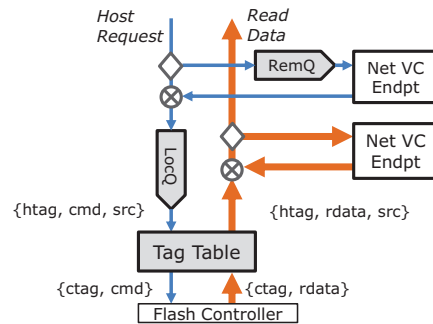 Host
Request
Read
Data
RemQ
Net VC
Endpt
Net VC
Endpt
LocQ
{htag, cmd, src}
{htag, rdata, src}
Tag Table
{ctag, cmd}
{ctag, rdata}
Flash Controller